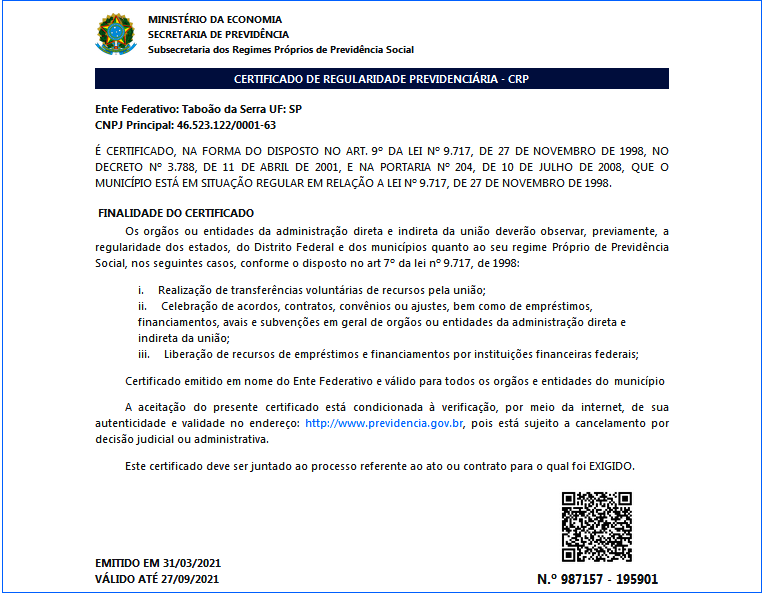 MINISTÉRIO DA ECONOMIA
SECRETARIA DE PREVIDÊNCIA
Subsecretaria dos Regimes Próprios de Previdência Social
CERTIFICADO DE REGULARIDADE PREVIDENCIÁRIA - CRP
Ente Federativo: Taboão da Serra UF: SP
CNPJ Principal: 46.523.122/0001-63
É CERTIFICADO, NA FORMA DO DISPOSTO NO ART. 9º DA LEI Nº 9.717, DE 27 DE NOVEMBRO DE 1998, NO
DECRETO Nº 3.788, DE 11 DE ABRIL DE 2001, E NA PORTARIA Nº 204, DE 10 DE JULHO DE 2008, QUE O
MUNICÍPIO ESTÁ EM SITUAÇÃO REGULAR EM RELAÇÃO A LEI Nº 9.717, DE 27 DE NOVEMBRO DE 1998.
FINALIDADE DO CERTIFICADO
Os orgãos ou entidades da administração direta e indireta da união deverão observar, previamente, a
regularidade dos estados, do Distrito Federal e dos municípios quanto ao seu regime Próprio de Previdência
Social, nos seguintes casos, conforme o disposto no art 7º da lei nº 9.717, de 1998:
i. Realização de transferências voluntárias de recursos pela união;
ii. Celebração de acordos, contratos, convênios ou ajustes, bem como de empréstimos,
financiamentos, avais e subvenções em geral de orgãos ou entidades da administração direta e
indireta da união;
iii. Liberação de recursos de empréstimos e financiamentos por instituições financeiras federais;
Certificado emitido em nome do Ente Federativo e válido para todos os orgãos e entidades do município
A aceitação do presente certificado está condicionada à verificação, por meio da internet, de sua
autenticidade e validade no endereço: http://www.previdencia.gov.br, pois está sujeito a cancelamento por
decisão judicial ou administrativa.
Este certificado deve ser juntado ao processo referente ao ato ou contrato para o qual foi EXIGIDO.
EMITIDO EM 31/03/2021
VÁLIDO ATÉ 27/09/2021
N.º 987157 - 195901